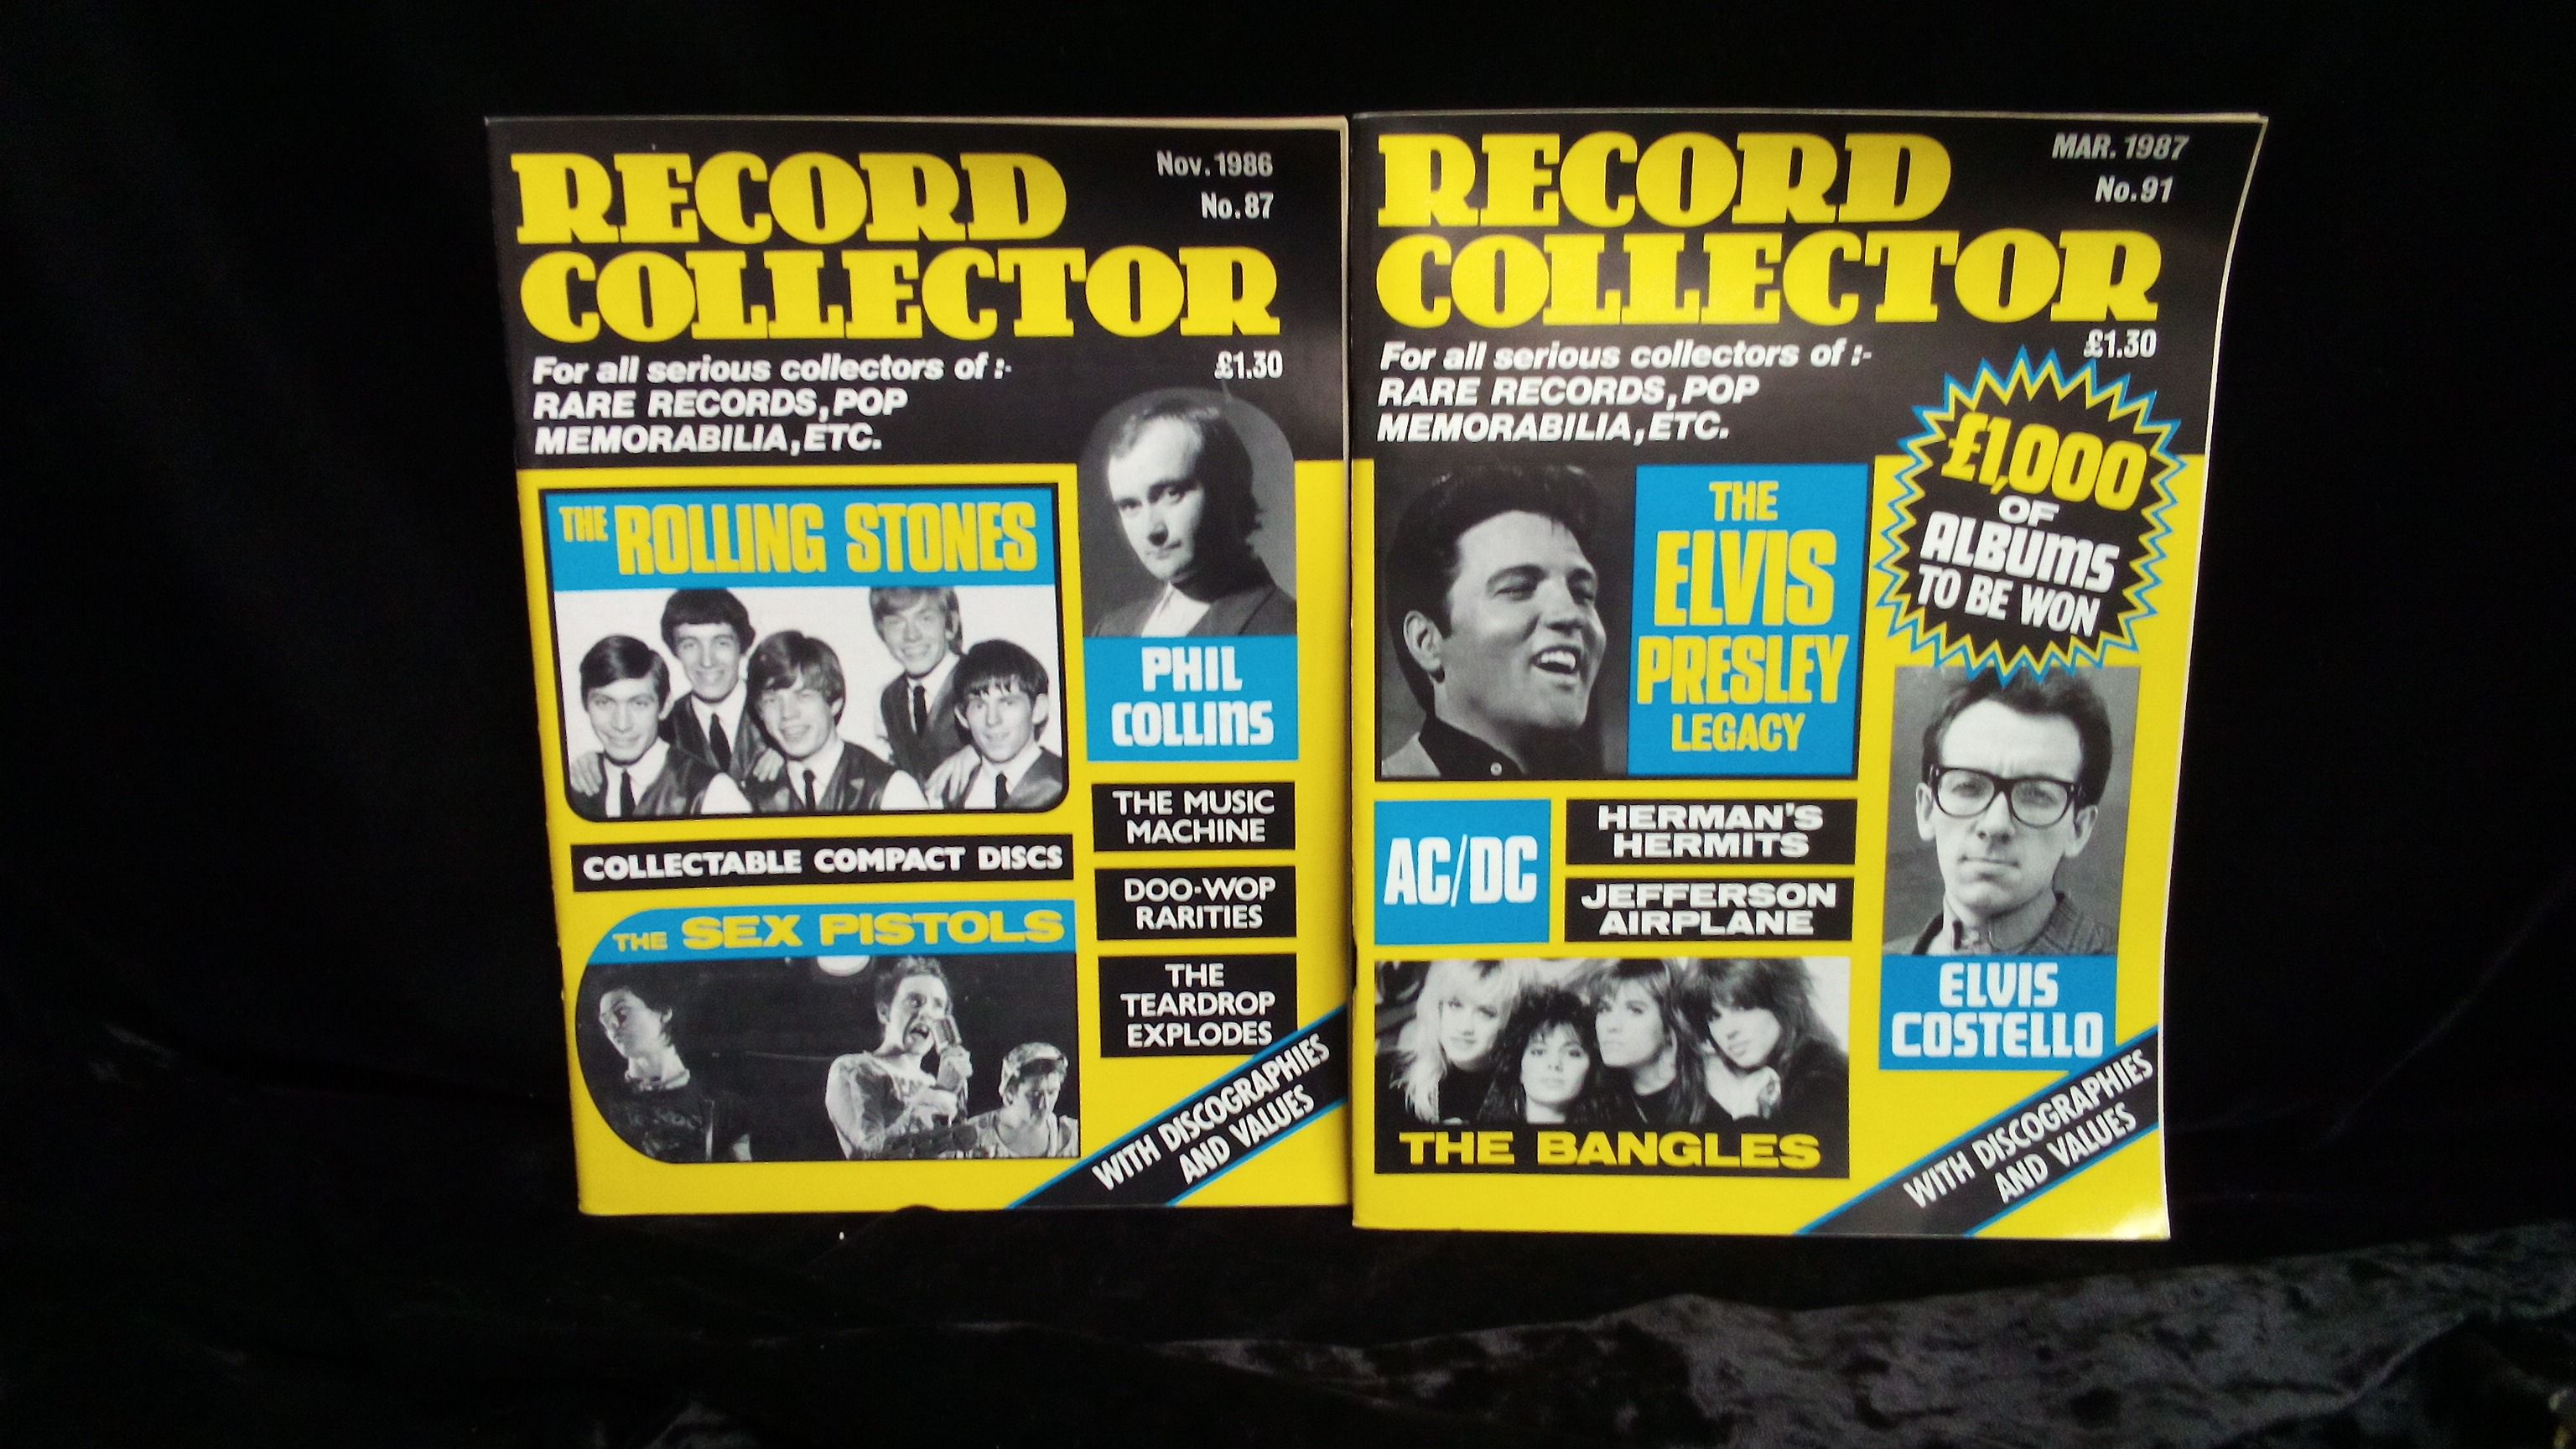 RECORD
COLLECTOR
Nov. 1986
No. 87
£1.30
For all serious collectors of :-
RARE RECORDS, POP
MEMORABILIA, ETC.
THE ROLLING STONES
PHIL
COLLINS
COLLECTABLE COMPACT DISCS
THE SEX PISTOLS
THE MUSIC
MACHINE
DOO-WOP
RARITIES
THE
TEARDROP
EXPLODES
WITH DISCOGRAPHIES
AND VALUES
RECORD
COLLECTOR
MAR. 1987
No. 91
£1.30
For all serious collectors of :-
RARE RECORDS, POP
MEMORABILIA, ETC.
£1,000
OF
ALBUMS
TO BE WON
THE
ELVIS
PRESLEY
LEGACY
AC/DC
HERMAN'S
HERMITS
JEFFERSON
AIRPLANE
ELVIS
COSTELLO
THE BANGLES
WITH DISCOGRAPHIES
AND VALUES